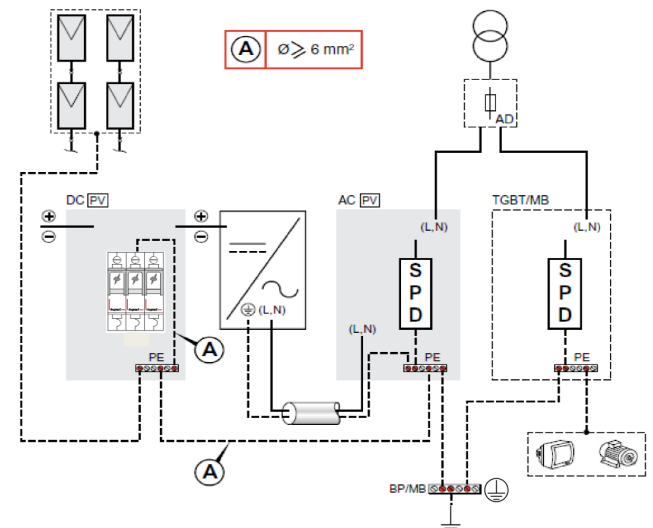 A Ø⩾ 6 mm²
AD
DC PV
AC PV
TGBT/MB
⊕
⊖
⊕
⊖
(L,N)
(L,N)
S
P
D
S
P
D
(L,N)
(L,N)
PE
A
PE
PE
A
BP/MB